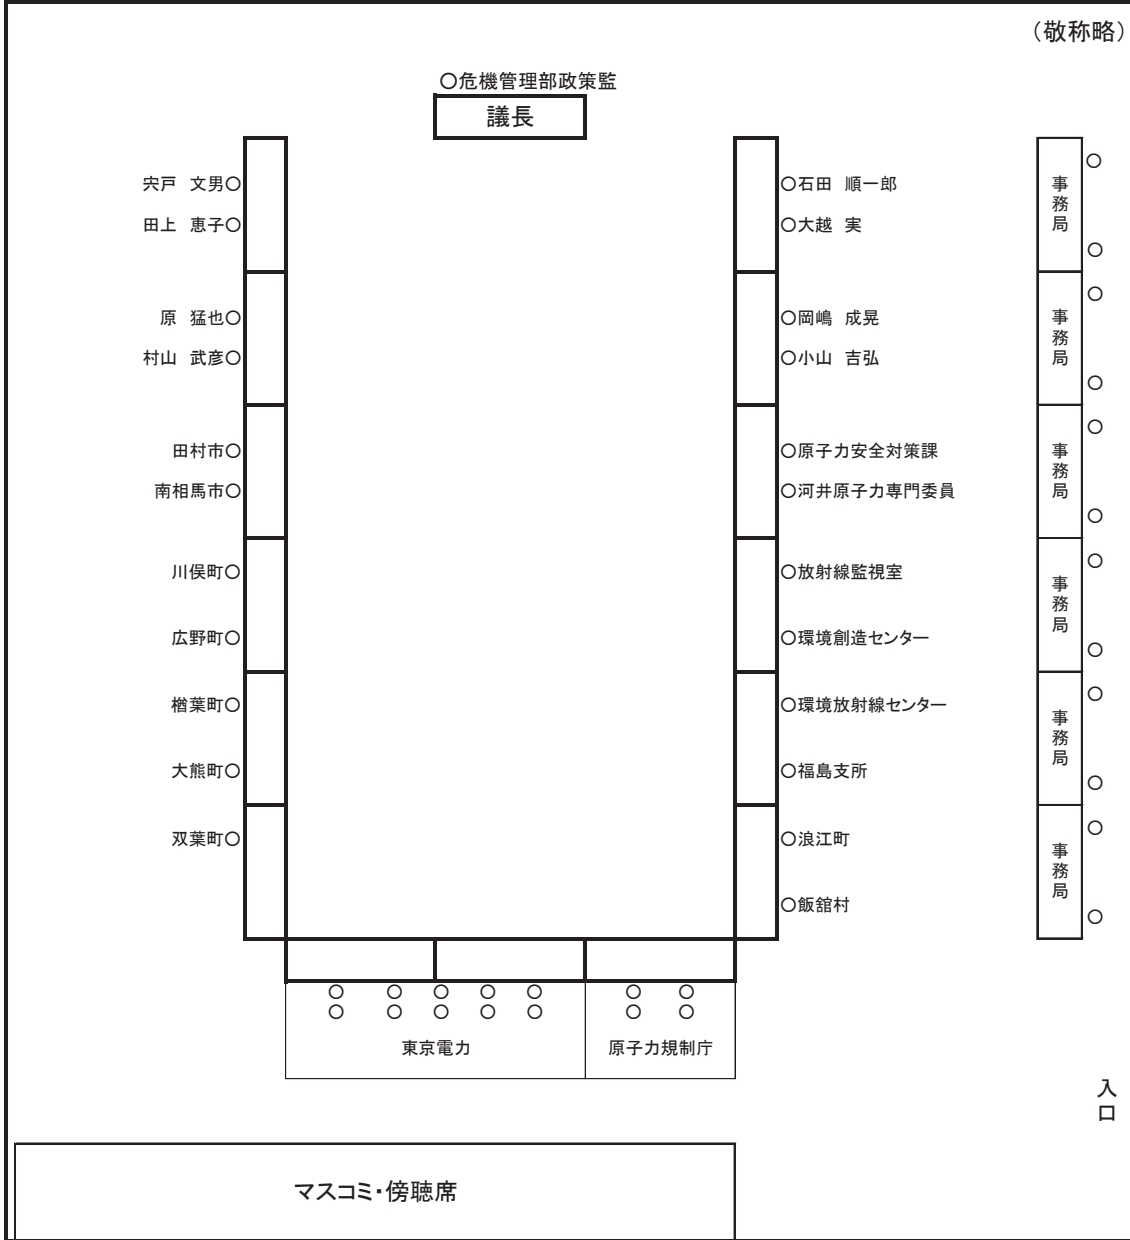 （敬称略）
○危機管理部政策監
議長
宍戸　文男○
田上　恵子○
原　猛也○
村山　武彦○
田村市○
南相馬市○
川俣町○
広野町○
楢葉町○
大熊町○
双葉町○
○石田　順一郎
○大越　実
○岡嶋　成晃
○小山　吉弘
○原子力安全対策課
○河井原子力専門委員
○放射線監視室
○環境創造センター
○環境放射線センター
○福島支所
○浪江町
○飯舘村
事務局
事務局
事務局
事務局
事務局
事務局
東京電力
原子力規制庁
入口
マスコミ・傍聴席